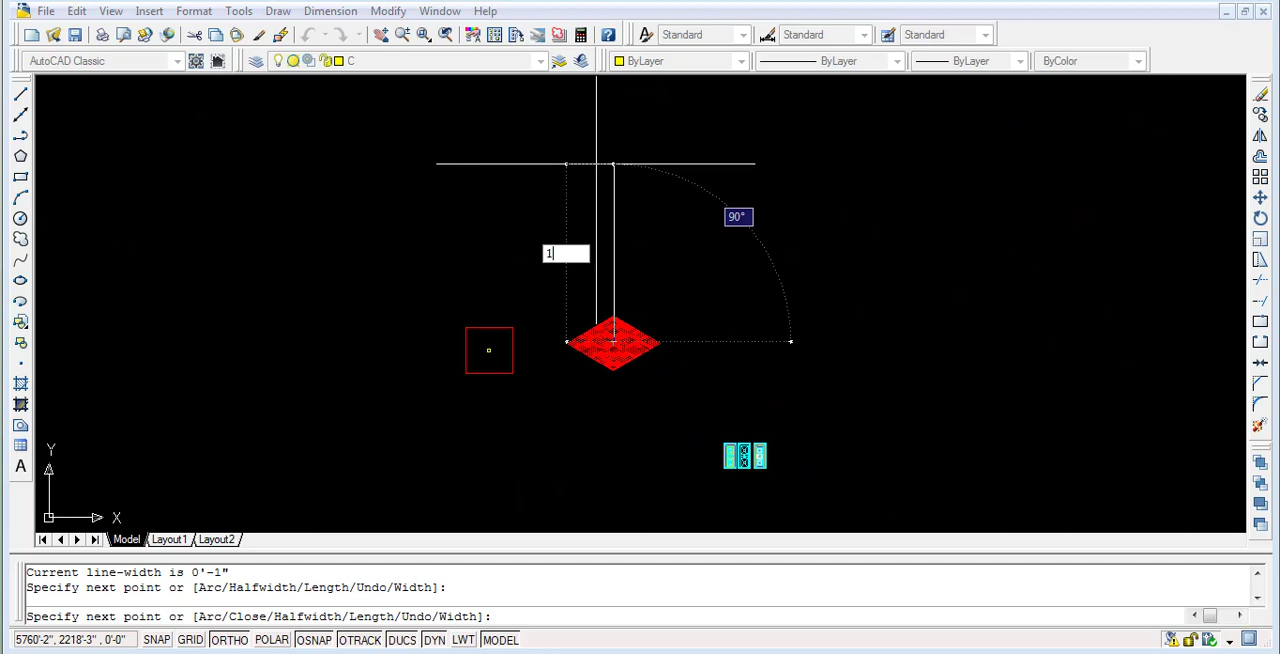 File Edit View Insert Format Tools Draw Dimension Modify Window Help
Standard Standard Standard
AutoCAD Classic C ByLayer ByLayer ByLayer ByColor
90°
1
Y
X
A
Model Layout1 Layout2
Current line-width is 0'-1"
Specify next point or [Arc/Halfwidth/Length/Undo/Width]:
Specify next point or [Arc/Close/Halfwidth/Length/Undo/Width]:
5760'-2", 2218'-3" , 0'-0" SNAP GRID ORTHO POLAR OSNAP OTRACK DUCS DYN LWT MODEL